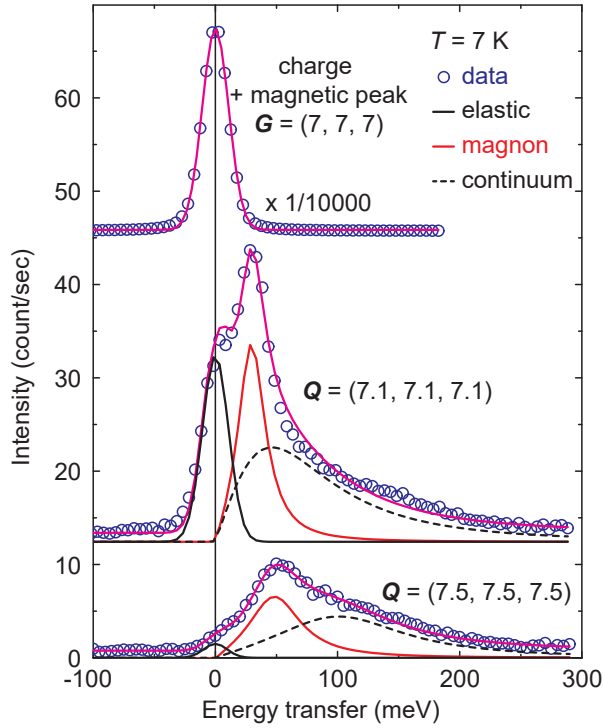 T = 7 K
charge
+ magnetic peak
G = (7, 7, 7)
data
elastic
magnon
continuum
x 1/10000
Q = (7.1, 7.1, 7.1)
Q = (7.5, 7.5, 7.5)
Intensity (count/sec)
60
50
40
30
20
10
0
-100
0
100
200
300
Energy transfer (meV)